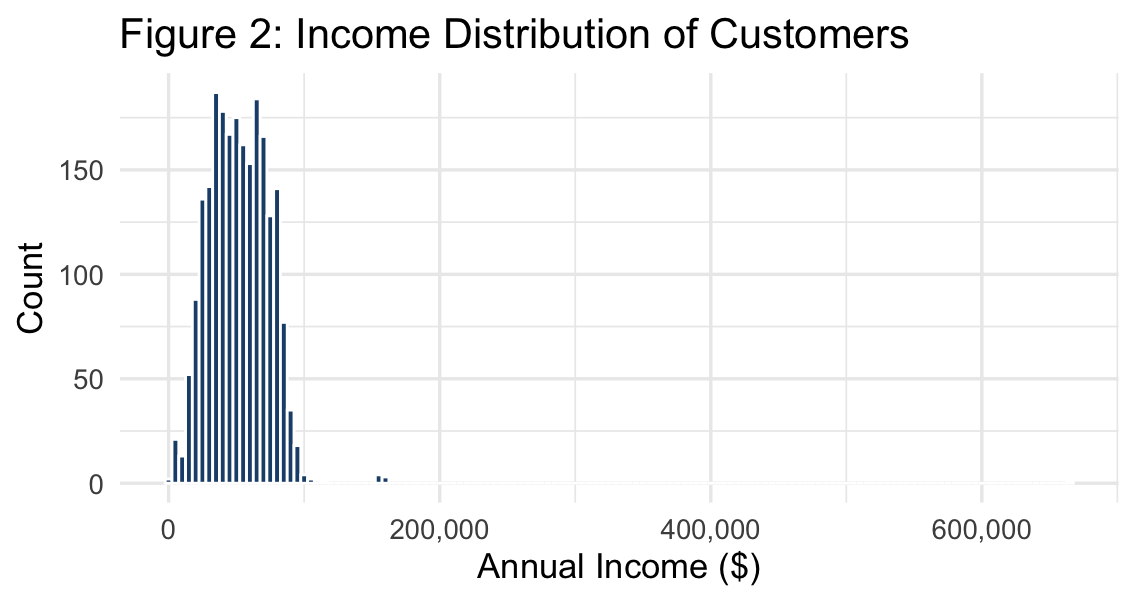 Figure 2: Income Distribution of Customers
150
100
50
0
Count
0 200,000 400,000 600,000
Annual Income ($)